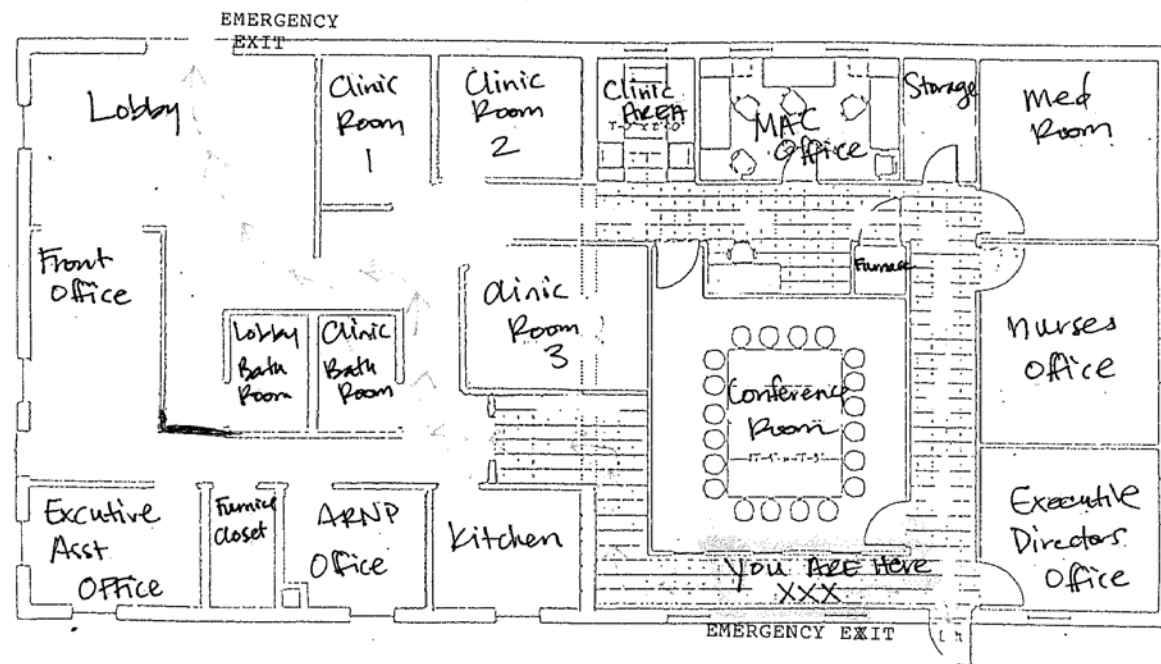 EMERGENCY
EXIT
Lobby
Clinic
Room
1
Clinic
Room
2
Clinic
AREA
MAC
Office
Storage
Med
Room
Front
Office
Lobby
Bath
Room
Clinic
Bath
Room
Clinic
Room
3
Furnace
Conference
Room
Nurses
Office
Excutive
Asst
Office
Furnice
Closet
ARNP
Office
Kitchen
Executive
Directors
Office
You ARE Here
XXX
EMERGENCY EXIT